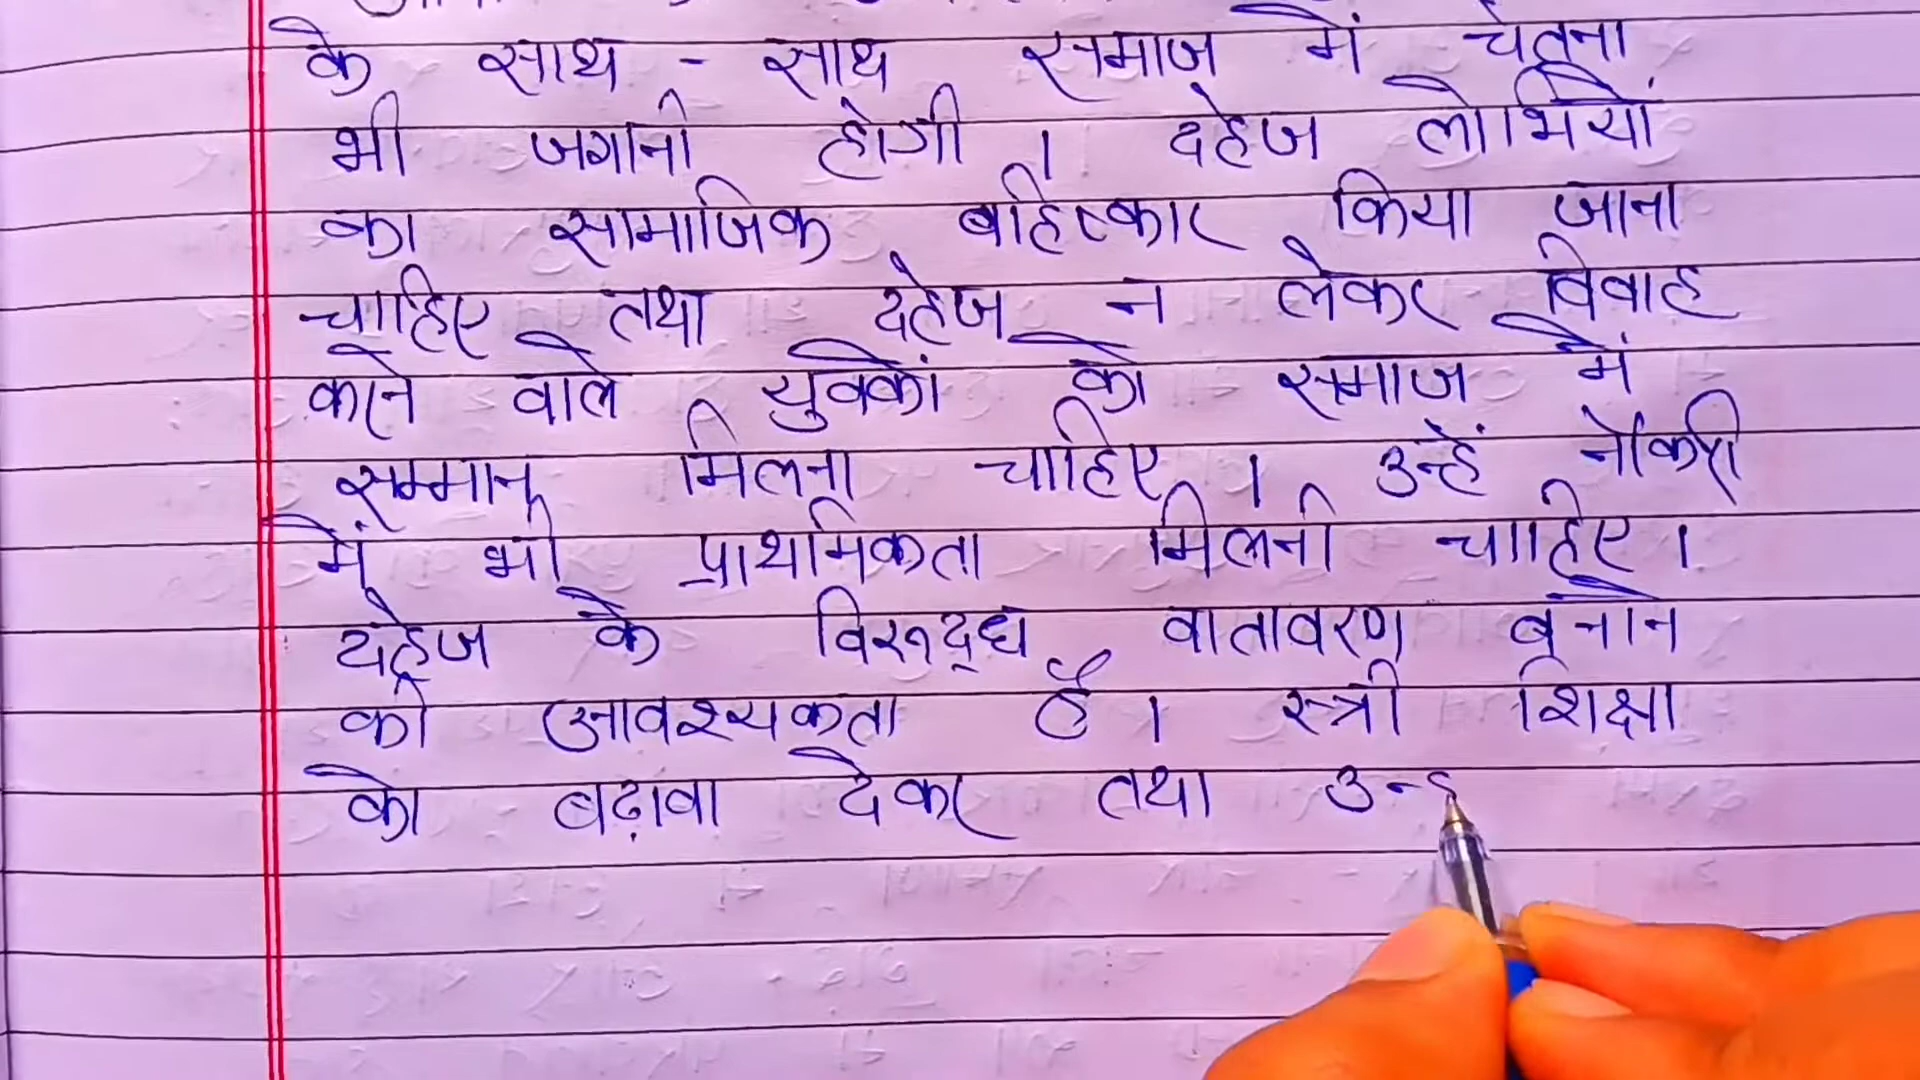 के साथ - साथ समाज में चेतना
भी जगानी होगी । दहेज लोभियों
का सामाजिक बहिष्कार किया जाना
चाहिए तथा दहेज न लेकर विवाह
करने वाले युवकों को समाज में
सम्मान मिलना चाहिए । उन्हें नौकरी
में भी प्राथमिकता मिलनी चाहिए ।
दहेज के विरूद्ध वातावरण बनाने
की आवश्यकता है । स्त्री शिक्षा
को बढ़ावा देकर तथा